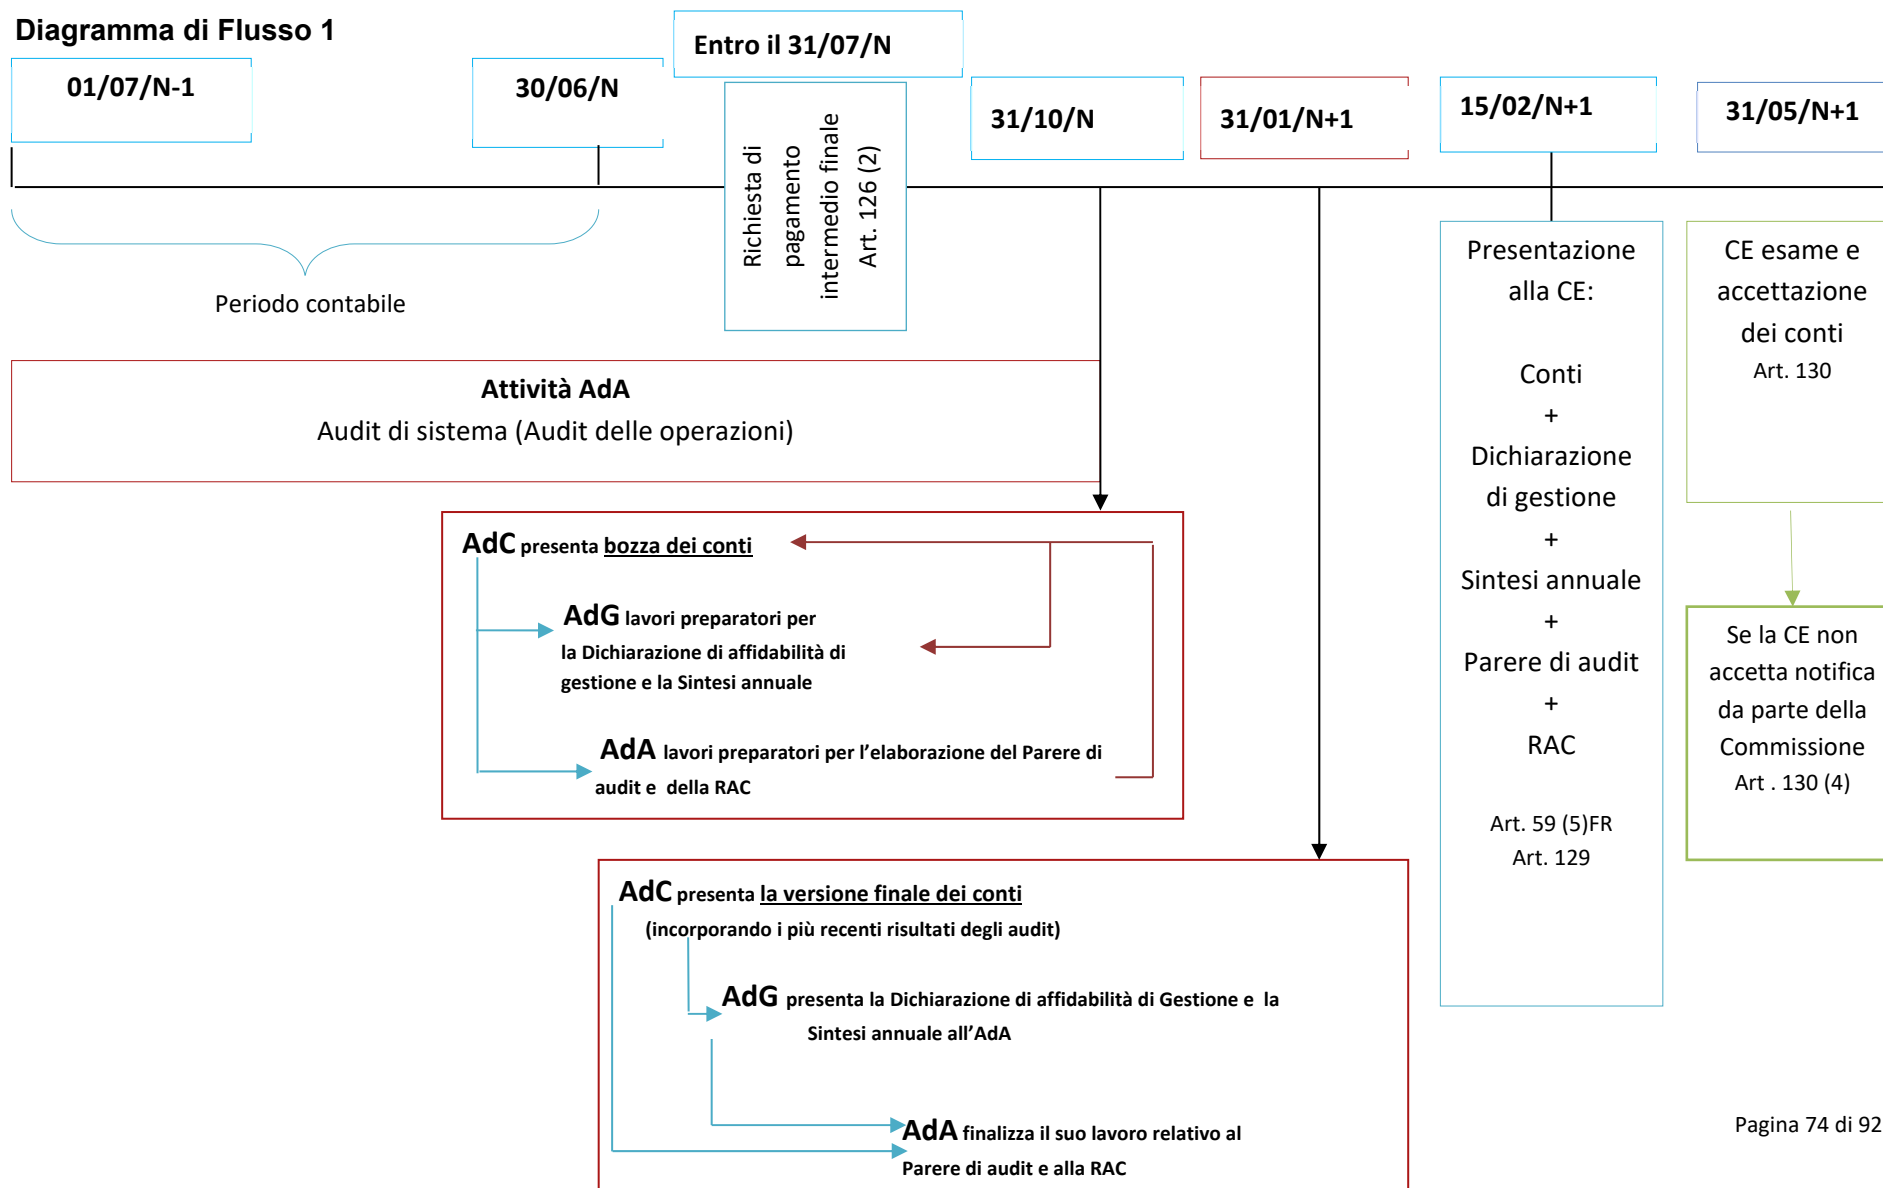 Diagramma di Flusso 1
01/07/N-1
30/06/N
Entro il 31/07/N
31/10/N
31/01/N+1
15/02/N+1
31/05/N+1
Richiesta di
pagamento
intermedio finale
Art. 126 (2)
Periodo contabile
Attività AdA
Audit di sistema (Audit delle operazioni)
AdC presenta bozza dei conti
AdG lavori preparatori per
la Dichiarazione di affidabilità di
gestione e la Sintesi annuale
AdA lavori preparatori per l’elaborazione del Parere di
audit e  della RAC
AdC presenta la versione finale dei conti
(incorporando i più recenti risultati degli audit)
AdG presenta la Dichiarazione di affidabilità di Gestione e  la
Sintesi annuale all’AdA
AdA finalizza il suo lavoro relativo al
Parere di audit e alla RAC
Presentazione
alla CE:
Conti
+
Dichiarazione
di gestione
+
Sintesi annuale
+
Parere di audit
+
RAC
Art. 59 (5)FR
Art. 129
CE esame e
accettazione
dei conti
Art. 130
Se la CE non
accetta notifica
da parte della
Commissione
Art . 130 (4)
Pagina 74 di 92